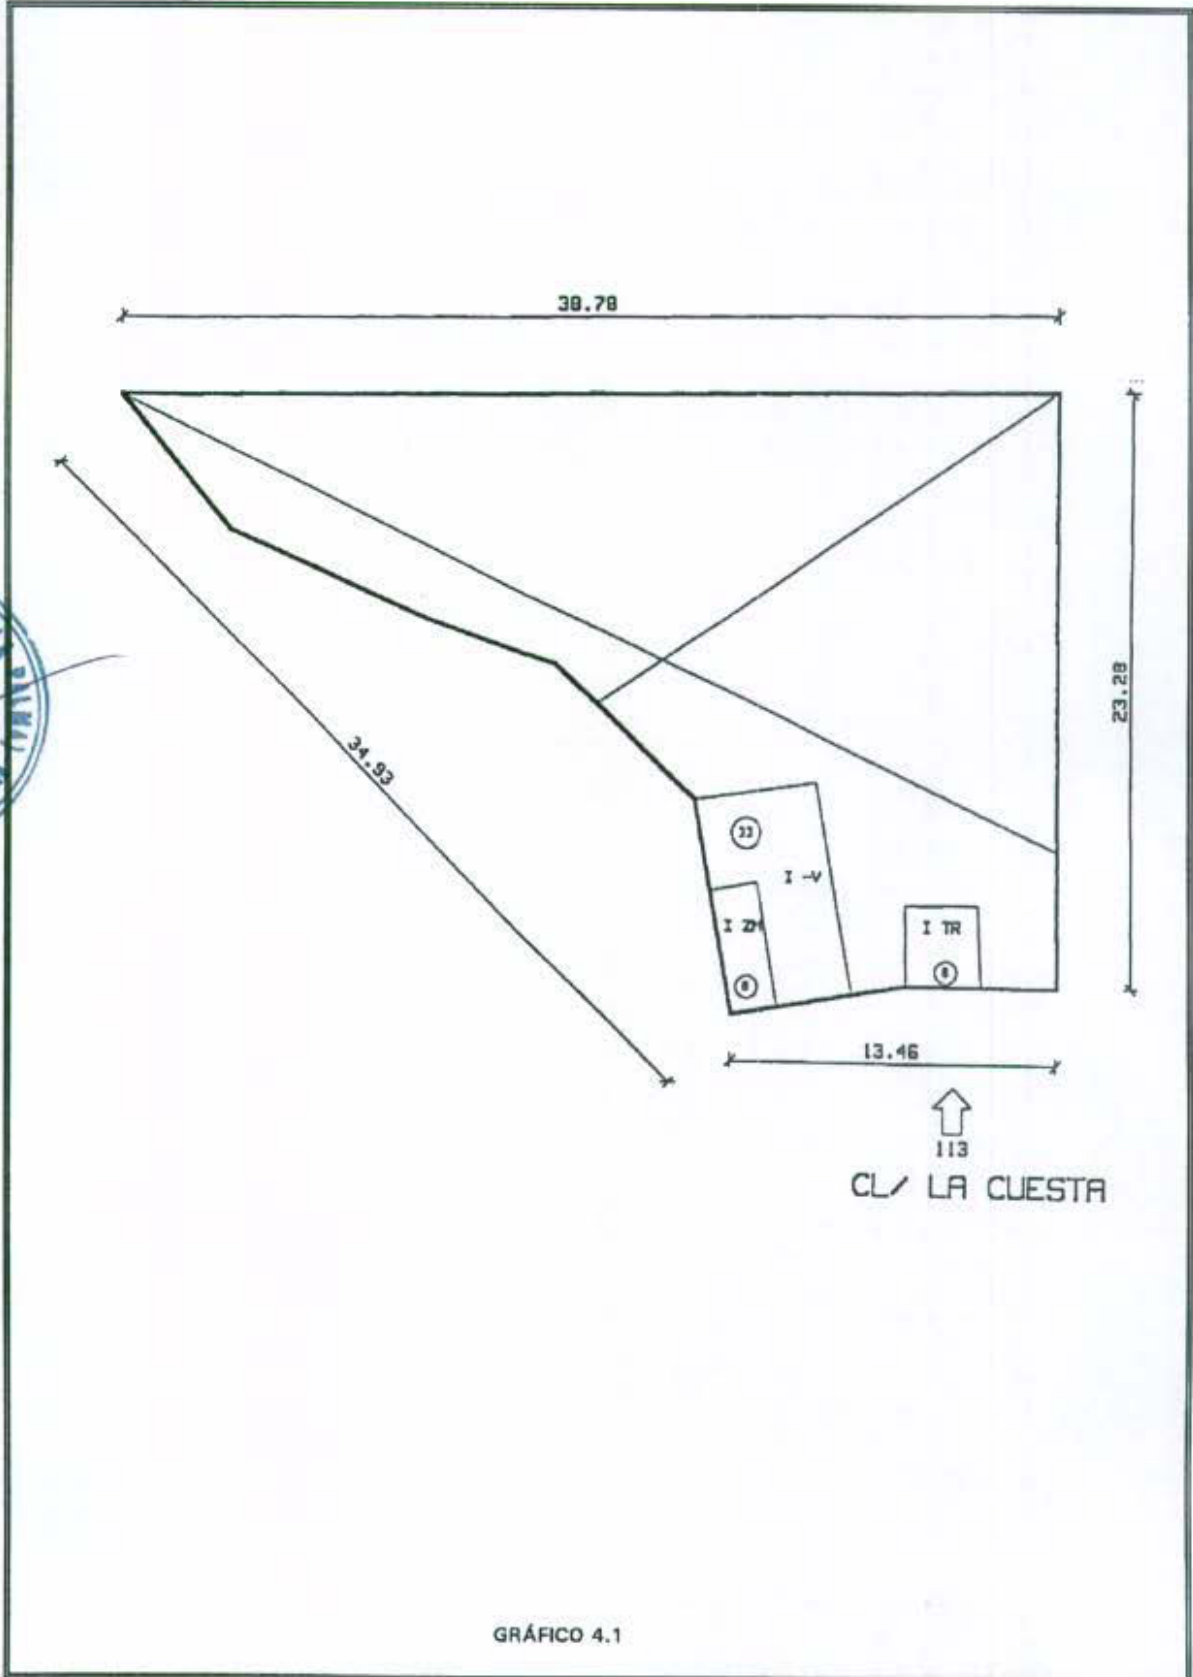 38.78
34.93
23.28
33
I -V
I ZM
I TR
8
8
13.46
113
CL/ LA CUESTA
GRÁFICO 4.1